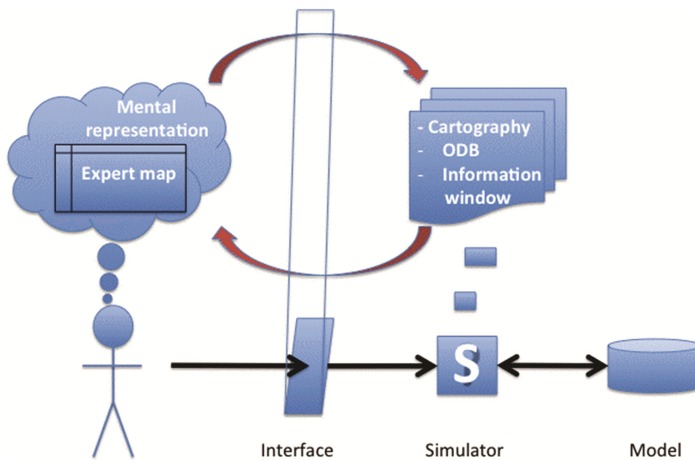 Mental
representation
Expert map
- Cartography
- ODB
- Information
window
S
Interface
Simulator
Model